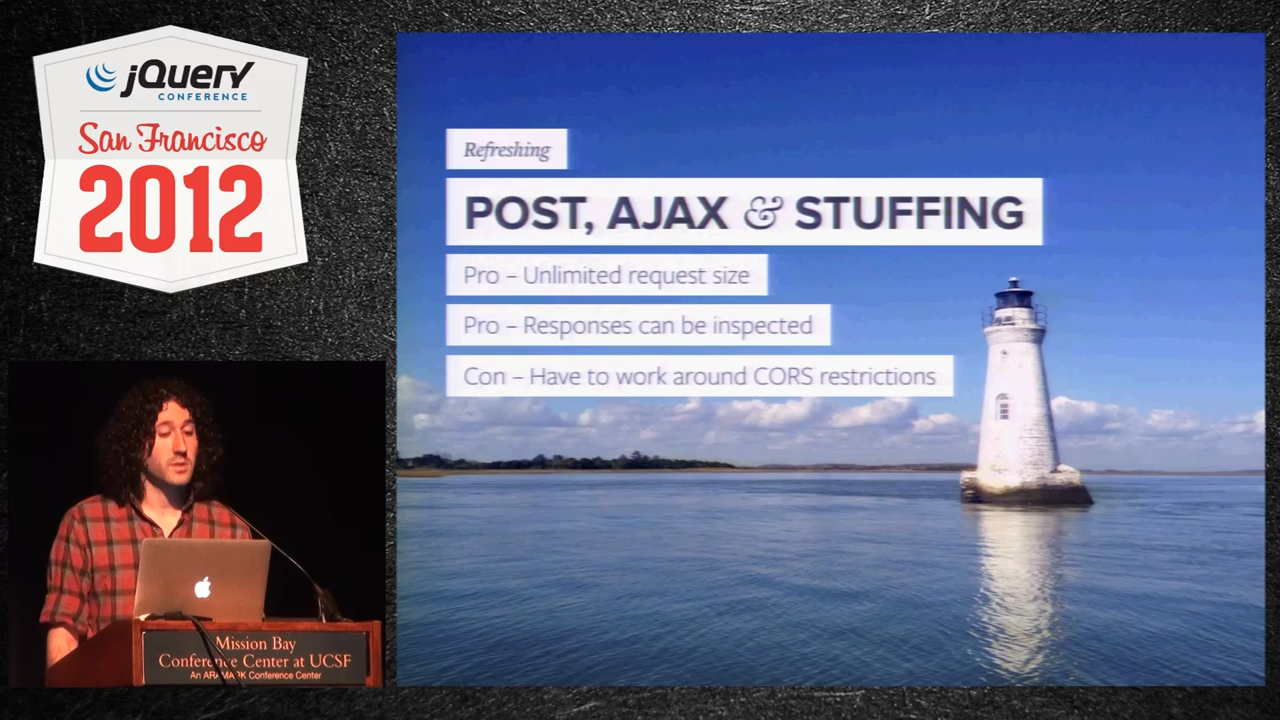 jQuery
CONFERENCE
San Francisco
2012
Refreshing
POST, AJAX & STUFFING
Pro – Unlimited request size
Pro – Responses can be inspected
Con – Have to work around CORS restrictions
Mission Bay
Conference Center at UCSF
An ARAMARK Conference Center